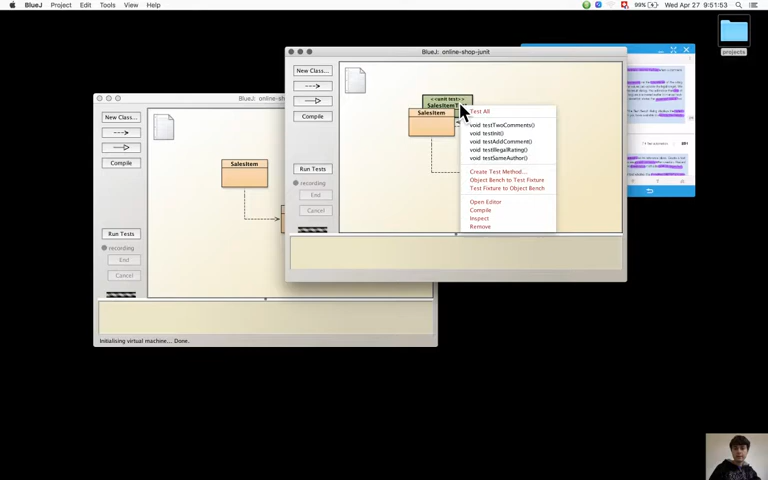 BlueJ Project Edit Tools View Help
99% Wed Apr 27 9:51:53
projects
BlueJ: online-shop-junit
New Class...
Compile
Run Tests
recording
End
Cancel
<<unit test>>
SalesItem
Test All
void testTwoComments()
void testInit()
void testAddComment()
void testIllegalRating()
void testSameAuthor()
Create Test Method...
Object Bench to Test Fixture
Test Fixture to Object Bench
Open Editor
Compile
Inspect
Remove
BlueJ: online-sh
New Class...
Compile
Run Tests
recording
End
Cancel
SalesItem
Initialising virtual machine... Done.